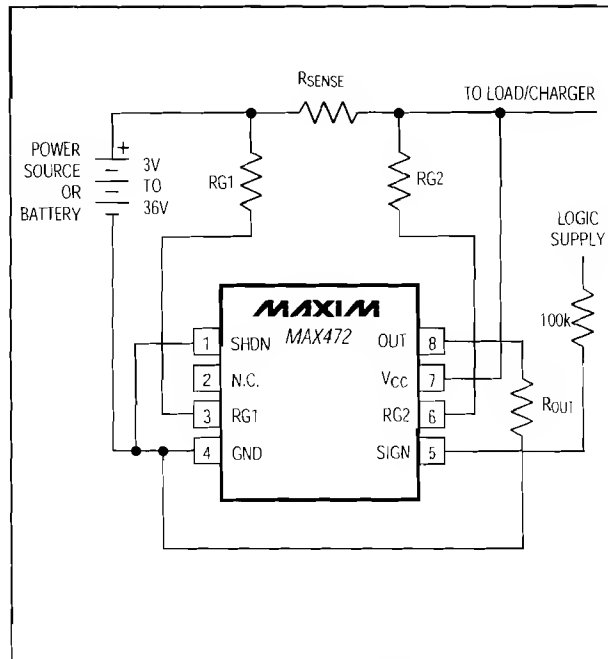 RSENSE
TO LOAD/CHARGER
POWER
SOURCE
OR
BATTERY
+
3V
TO
36V
RG1
RG2
LOGIC
SUPPLY
100k
MAXIM
MAX472
1 SHDN
OUT 8
2 N.C.
VCC 7
3 RG1
RG2 6
4 GND
SIGN 5
ROUT